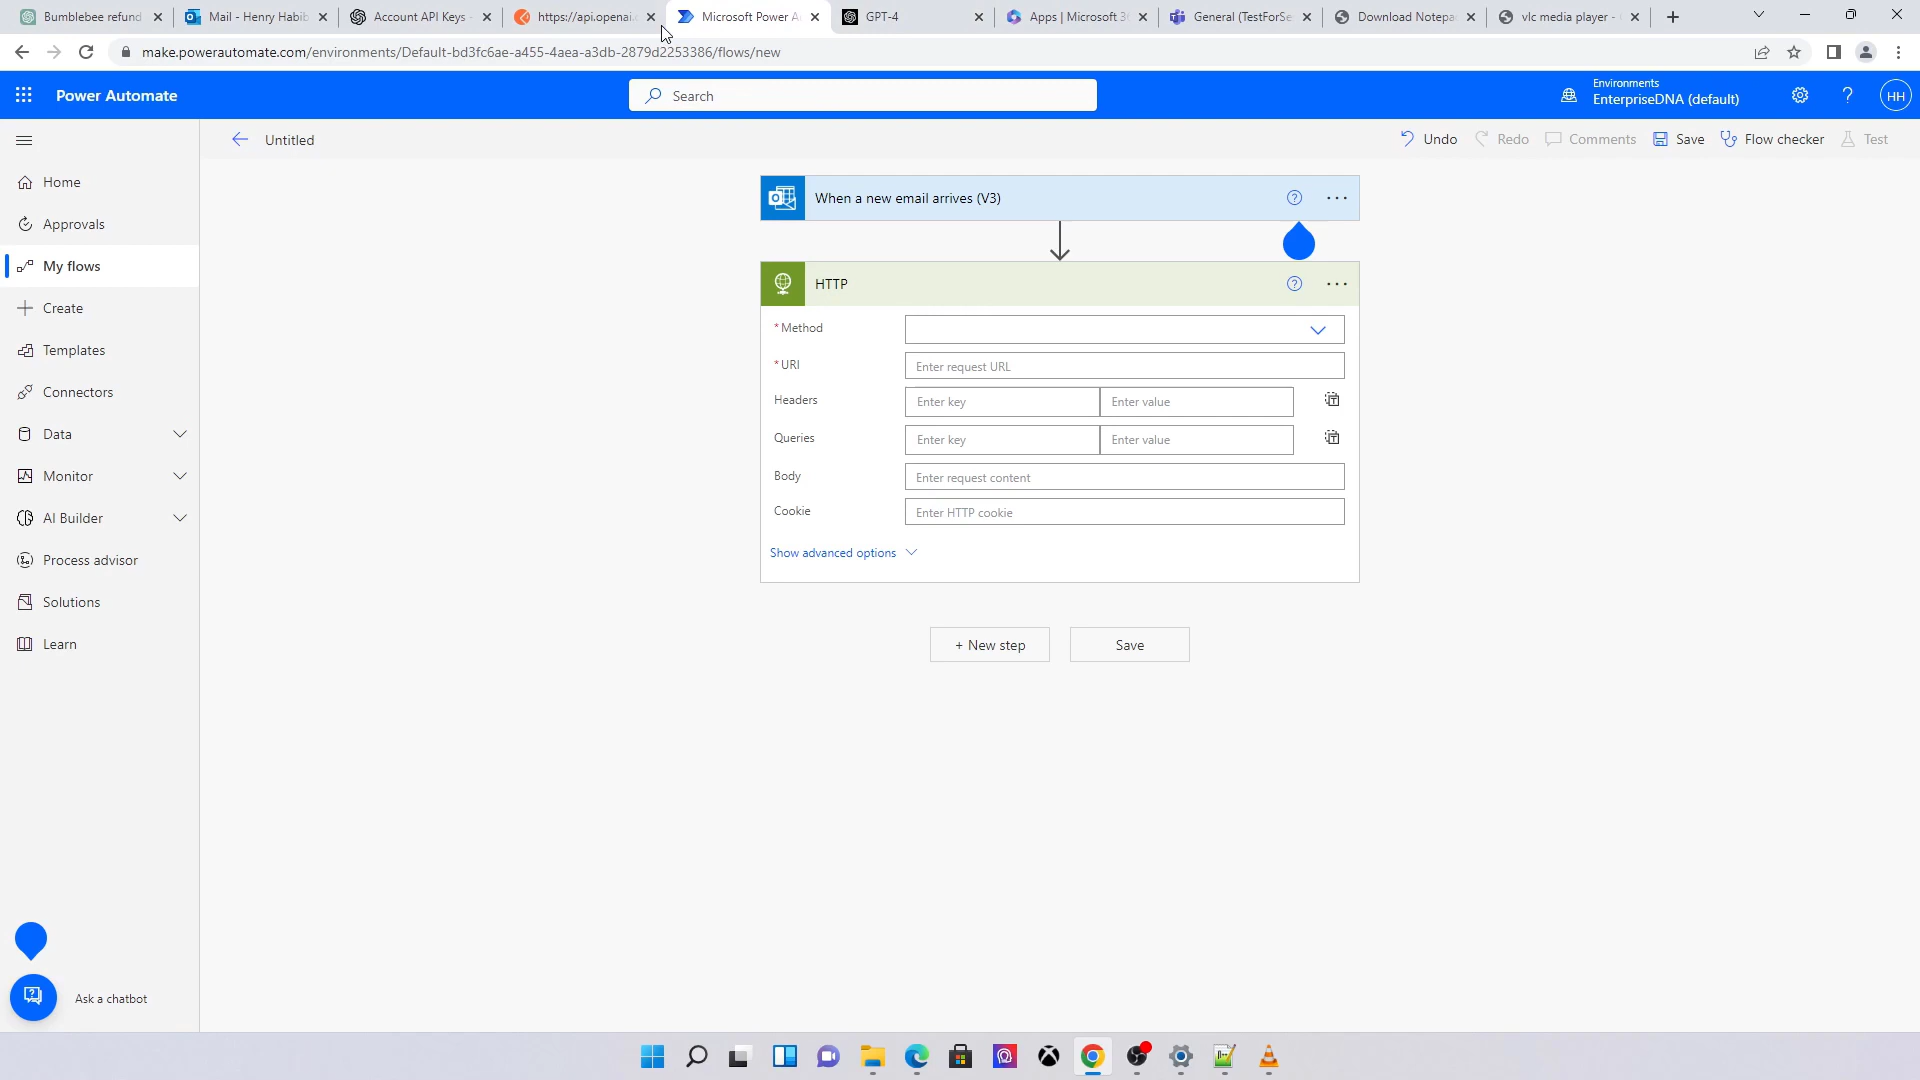 Bumblebee refund
Mail - Henry Habib
Account API Keys -
https://api.openai.c
Microsoft Power A
GPT-4
Apps | Microsoft 3
General (TestForSe
Download Notepa
vlc media player -
make.powerautomate.com/environments/Default-bd3fc6ae-a455-4aea-a3db-2879d2253386/flows/new
Power Automate
Search
Environments
EnterpriseDNA (default)
?
HH
Untitled
Undo
Redo
Comments
Save
Flow checker
Test
Home
Approvals
My flows
Create
Templates
Connectors
Data
Monitor
AI Builder
Process advisor
Solutions
Learn
Ask a chatbot
When a new email arrives (V3)
HTTP
* Method
* URI
Enter request URL
Headers
Enter key
Enter value
Queries
Enter key
Enter value
Body
Enter request content
Cookie
Enter HTTP cookie
Show advanced options
+ New step
Save